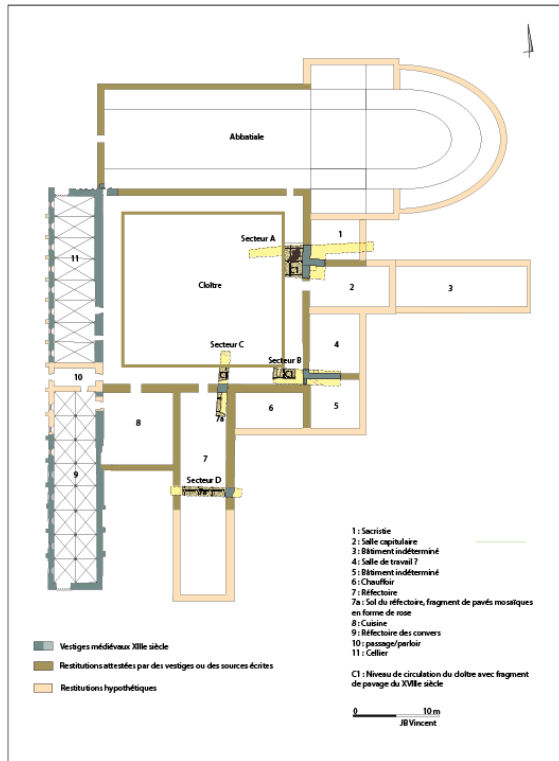 Abbatiale
Secteur A
1
11
2
3
Cloître
Secteur C
Secteur B
4
10
7a
8
6
5
7
9
Secteur D
1 : Sacristie
2 : Salle capitulaire
3 : Bâtiment indéterminé
4 : Salle de travail ?
5 : Bâtiment indéterminé
6 : Chauffoir
7 : Réfectoire
7a : Sol du réfectoire, fragment de pavés mosaïques
en forme de rose
8 : Cuisine
9 : Réfectoire des convers
10 : passage/parloir
11 : Cellier
C1 : Niveau de circulation du cloître avec fragment
de pavage du XVIIIe siècle
Vestiges médiévaux XIIIe siècle
Restitutions attestées par des vestiges ou des sources écrites
Restitutions hypothétiques
0 10 m
JB Vincent